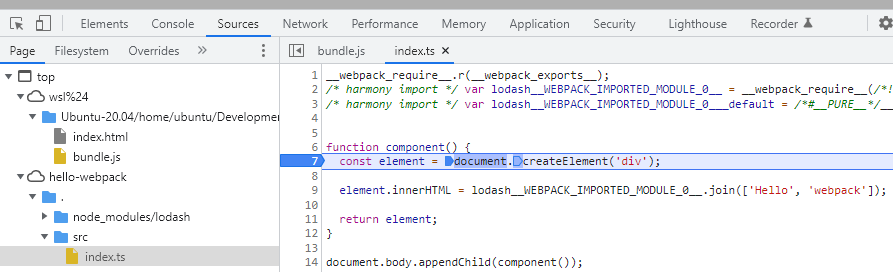 Elements Console Sources Network Performance Memory Application Security Lighthouse Recorder
Page Filesystem Overrides » bundle.js index.ts ×
top
wsl%24
Ubuntu-20.04/home/ubuntu/Developmen
index.html
bundle.js
hello-webpack
.
node_modules/lodash
src
index.ts
1 __webpack_require__.r(__webpack_exports__);
2 /* harmony import */ var lodash__WEBPACK_IMPORTED_MODULE_0__ = __webpack_require__(/*!
3 /* harmony import */ var lodash__WEBPACK_IMPORTED_MODULE_0___default = /*#__PURE__*/__
4
5
6 function component() {
7 const element = document.createElement('div');
8
9 element.innerHTML = lodash__WEBPACK_IMPORTED_MODULE_0__.join(['Hello', 'webpack']);
10
11 return element;
12 }
13
14 document.body.appendChild(component());